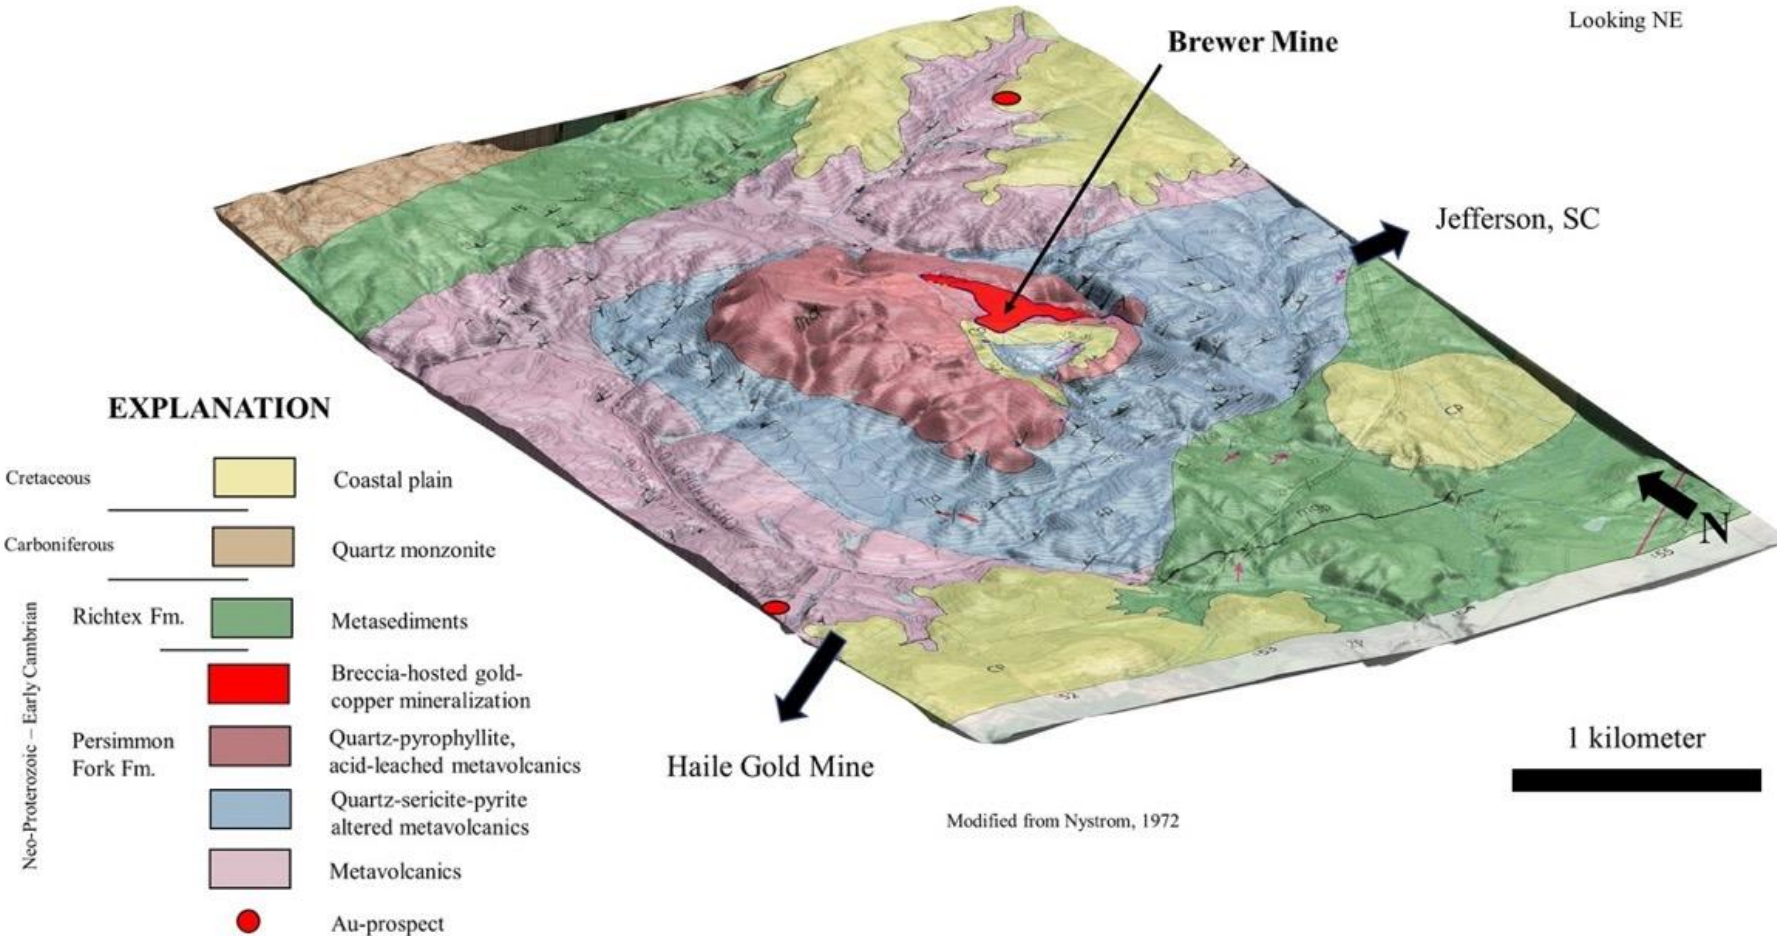 Looking NE
Brewer Mine
Jefferson, SC
EXPLANATION
Cretaceous
Coastal plain
Carboniferous
Quartz monzonite
Richtex Fm.
Metasediments
Breccia-hosted gold-
copper mineralization
Persimmon
Fork Fm.
Quartz-pyrophyllite,
acid-leached metavolcanics
Quartz-sericite-pyrite
altered metavolcanics
Metavolcanics
Au-prospect
Neo-Proterozoic – Early Cambrian
CP
N
CP
Haile Gold Mine
1 kilometer
Modified from Nystrom, 1972